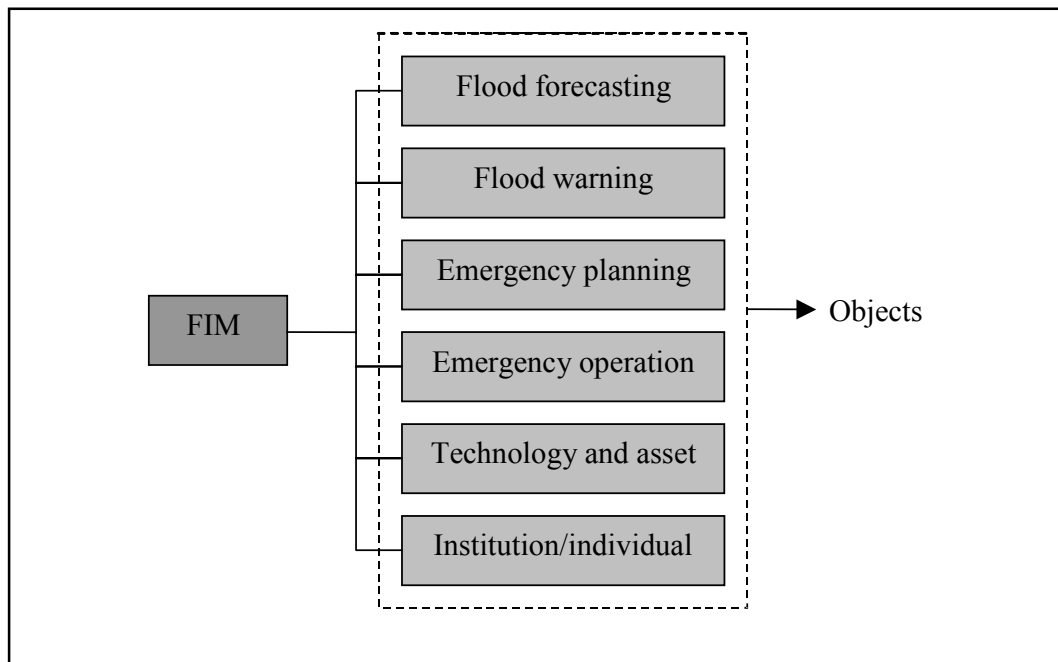 Flood forecasting
Flood warning
Emergency planning
FIM
Objects
Emergency operation
Technology and asset
Institution/individual